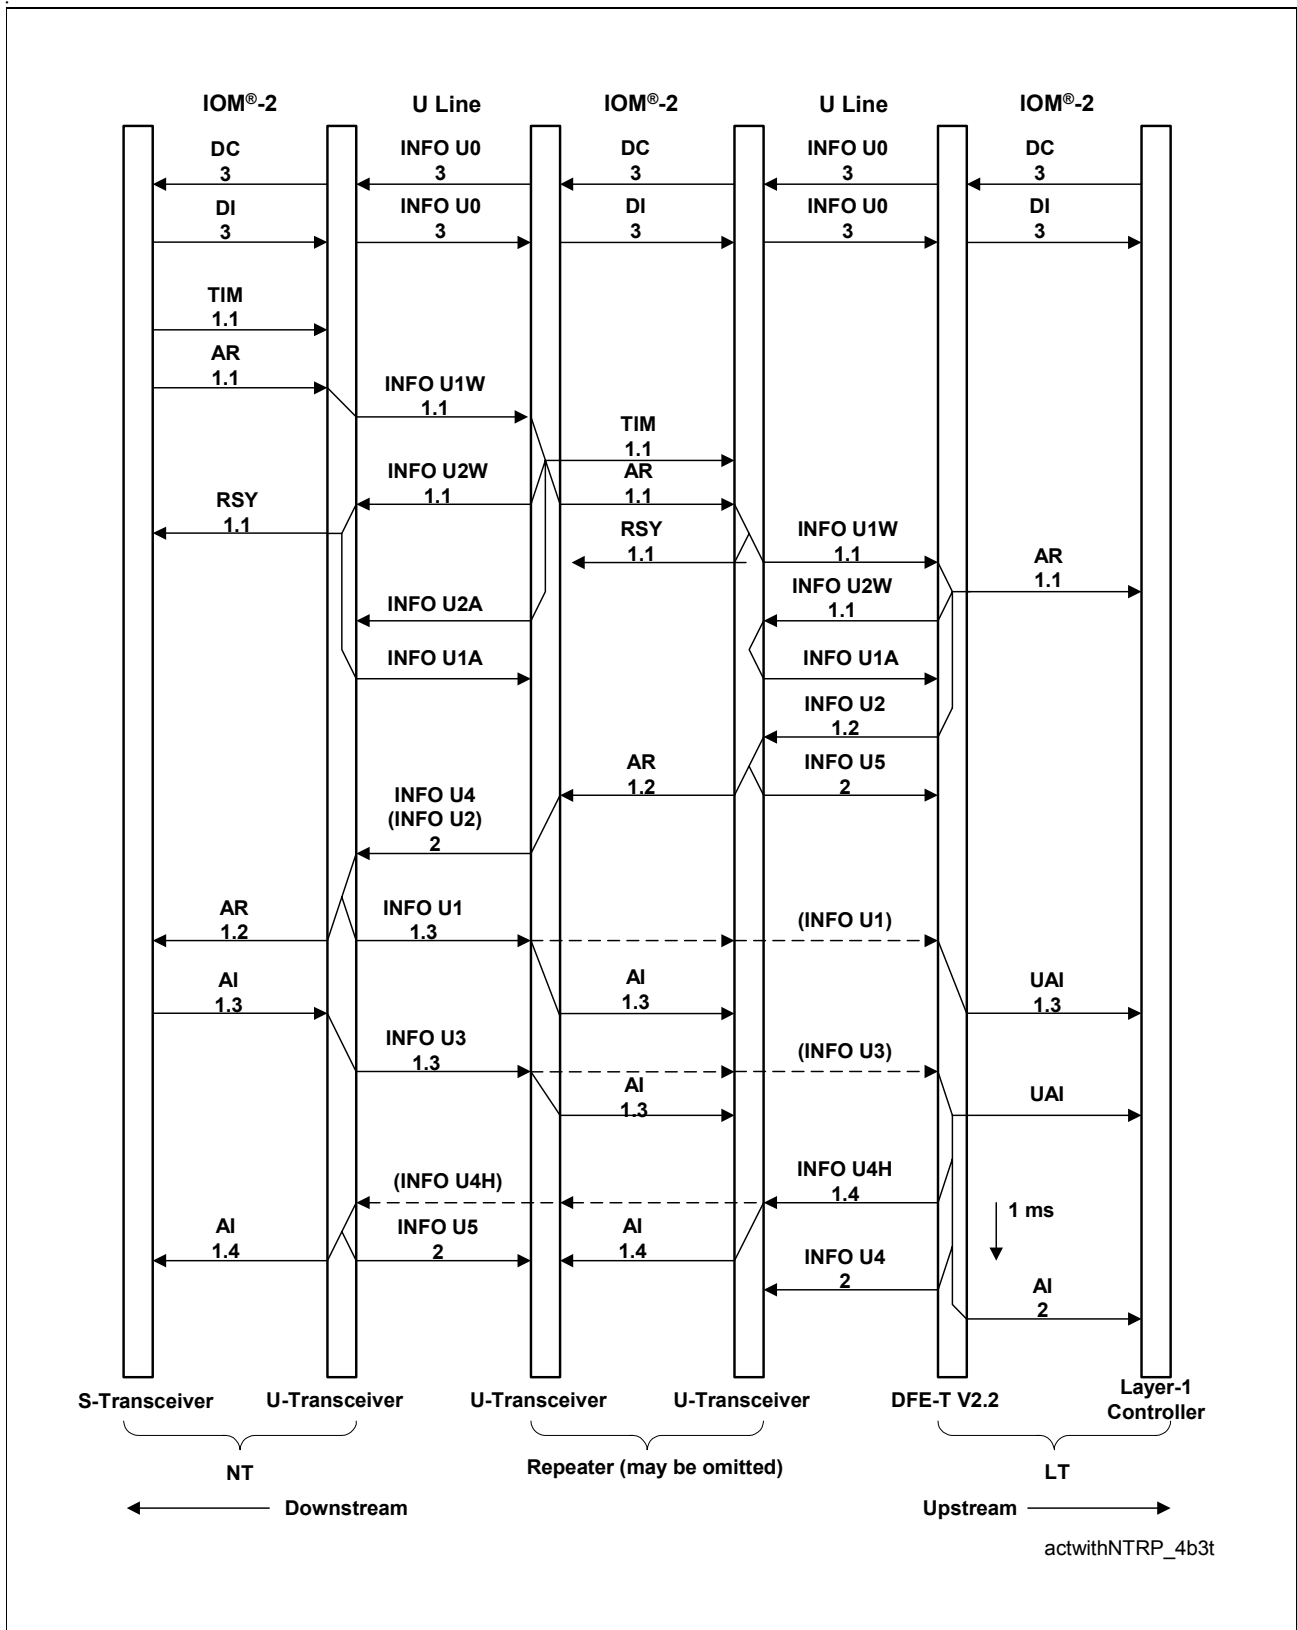 IOM®-2 U Line IOM®-2 U Line IOM®-2
DC INFO U0 DC INFO U0 DC
3 3 3 3 3
DI INFO U0 DI INFO U0 DI
3 3 3 3 3
TIM
1.1
AR
1.1
INFO U1W
1.1
TIM
1.1
INFO U2W AR
1.1 1.1
RSY
1.1
RSY INFO U1W
1.1 1.1
AR
1.1
INFO U2W
1.1
INFO U2A
INFO U1A INFO U1A
INFO U2
1.2
AR INFO U5
1.2 2
INFO U4
(INFO U2)
2
AR INFO U1 (INFO U1)
1.2 1.3
AI AI UAI
1.3 1.3 1.3
INFO U3 (INFO U3)
1.3
AI UAI
1.3
(INFO U4H) INFO U4H
1.4
1 ms
AI INFO U5 AI
1.4 2 1.4
INFO U4
2
AI
2
S-Transceiver U-Transceiver U-Transceiver U-Transceiver DFE-T V2.2 Layer-1
Controller
NT Repeater (may be omitted) LT
Downstream Upstream
actwithNTRP_4b3t